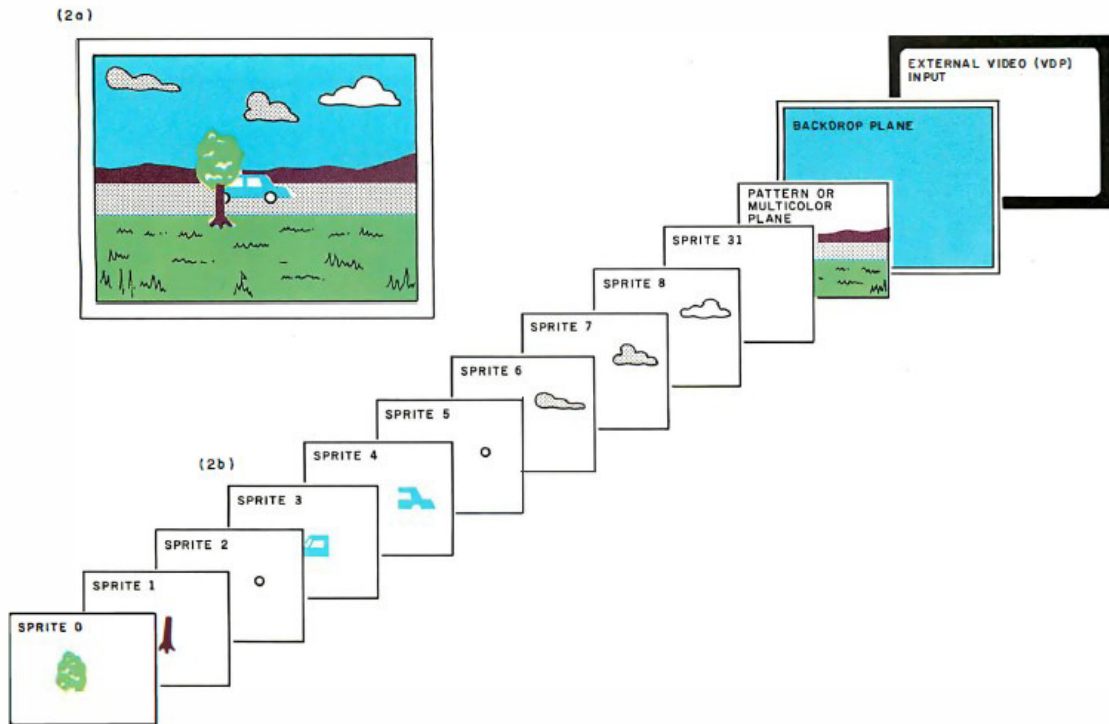 (2a)
EXTERNAL VIDEO (VDP)
INPUT
BACKDROP PLANE
PATTERN OR
MULTICOLOR
PLANE
SPRITE 31
SPRITE 8
SPRITE 7
SPRITE 6
SPRITE 5
SPRITE 4
(2b)
SPRITE 3
SPRITE 2
SPRITE 1
SPRITE 0